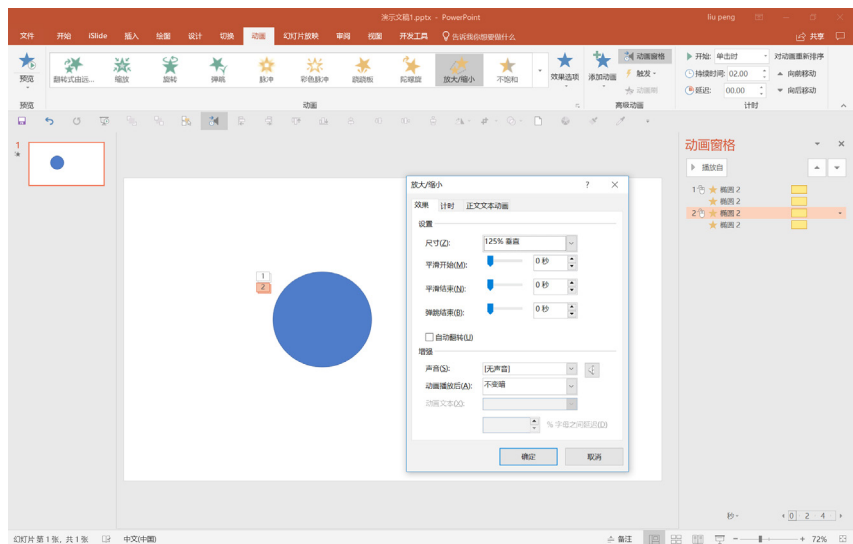 演示文稿1.pptx - PowerPoint
liu peng
文件 开始 iSlide 插入 绘图 设计 切换 动画 幻灯片放映 审阅 视图 开发工具 告诉我你想要做什么
共享
预览
翻转式由远... 缩放 旋转 弹跳 脉冲 彩色脉冲 跷跷板 陀螺旋 放大/缩小 不饱和
效果选项
添加动画
动画窗格
触发
动画刷
开始: 单击时
持续时间: 02.00
延迟: 00.00
对动画重新排序
向前移动
向后移动
预览 动画 高级动画 计时
1
动画窗格
播放自
1 椭圆 2
椭圆 2
2 椭圆 2
椭圆 2
1
2
放大/缩小 ?
效果 计时 正文文本动画
设置
尺寸(Z): 125% 垂直
平滑开始(M): 0 秒
平滑结束(N): 0 秒
弹跳结束(B): 0 秒
自动翻转(U)
增强
声音(S): [无声音]
动画播放后(A): 不变暗
动画文本(X):
% 字母之间延迟(D)
确定 取消
秒 0 2 4
幻灯片 第 1 张, 共 1 张 中文(中国) 备注 72%